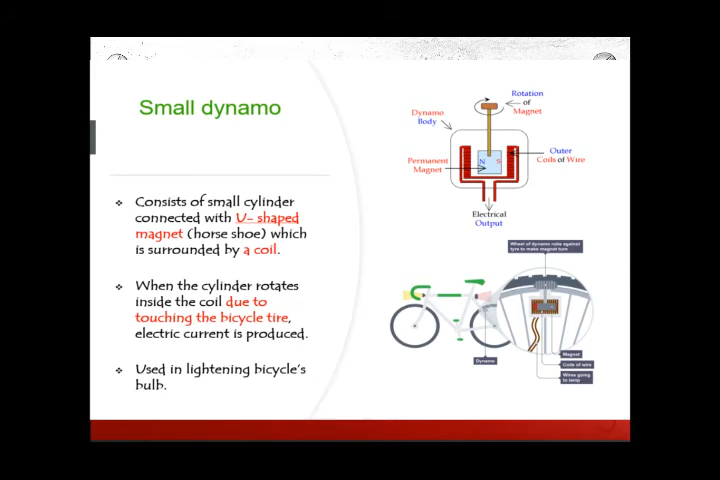 Small dynamo
Consists of small cylinder
connected with U- shaped
magnet (horse shoe) which
is surrounded by a coil.
When the cylinder rotates
inside the coil due to
touching the bicycle tire,
electric current is produced.
Used in lightening bicycle's
bulb.
Rotation
of
Magnet
Dynamo
Body
Outer
Coils of Wire
Permanent
Magnet
N S
Electrical
Output
Wheel of dynamo rubs against
tyre to make magnet turn
Magnet
Coils of wire
Wires going
to lamp
Dynamo